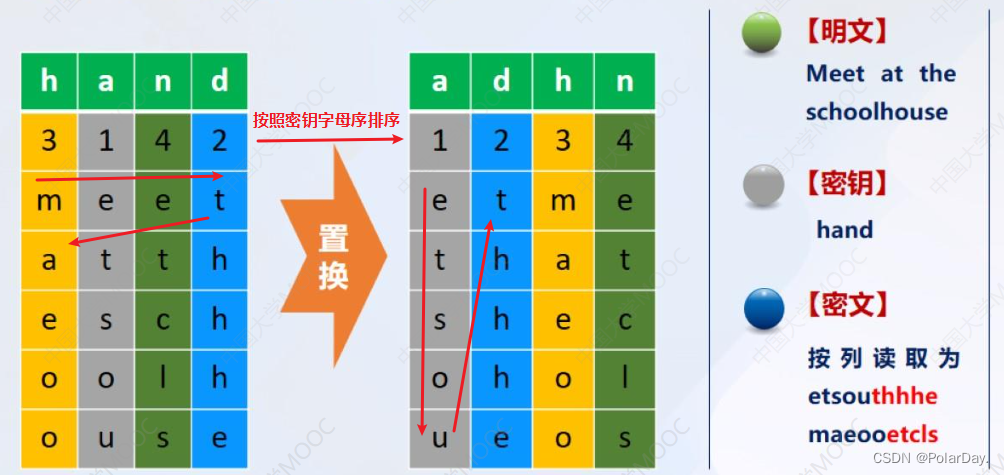 h a n d
3 1 4 2
m e e t
a t t h
e s c h
o o l h
o u s e
按照密钥字母序排序
置
换
a d h n
1 2 3 4
e t m e
t h a t
s h e c
o h o l
u e o s
【明文】
Meet at the
schoolhouse
【密钥】
hand
【密文】
按列读取为
etsouthhhe
maeooetcls
中国大学MOOC
CSDN @PolarDay.